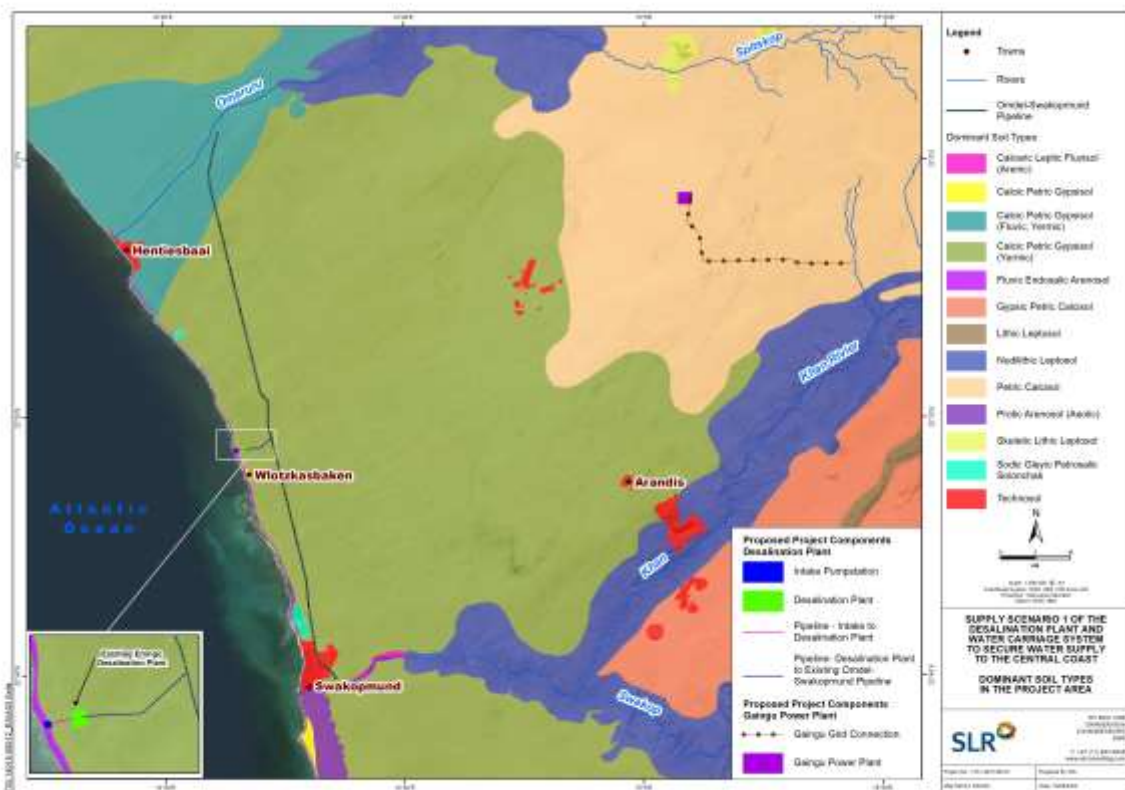 Omaruru
Spitskop
Hentiesbaai
Khan Rivier
Wlotzkasbaken
Arandis
Atlantic
Ocean
Khan
Swakopmund
Swakop
Existing Erongo
Desalination Plant
Proposed Project Components
Desalination Plant
Intake Pumpstation
Desalination Plant
Pipeline - Intake to
Desalination Plant
Pipeline- Desalination Plant
to Existing Omdel-
Swakopmund Pipeline
Proposed Project Components
Gaingu Power Plant
Gaingu Grid Connection
Gaingu Power Plant
Legend
Towns
Rivers
Omdel-Swakopmund
Pipeline
Dominant Soil Types
Calcaric Leptic Fluvisol
(Arenic)
Calcic Petric Gypsisol
Calcic Petric Gypsisol
(Fluvic, Yermic)
Calcic Petric Gypsisol
(Yermic)
Fluvic Endosalic Arenosol
Gypsic Petric Calcisol
Lithic Leptosol
Nudilithic Leptosol
Petric Calcisol
Protic Arenosol (Aeolic)
Skeletic Lithic Leptosol
Sodic Gleyic Petrosalic
Solonchak
Technosol
N
SUPPLY SCENARIO 1 OF THE
DESALINATION PLANT AND
WATER CARRIAGE SYSTEM
TO SECURE WATER SUPPLY
TO THE CENTRAL COAST
DOMINANT SOIL TYPES
IN THE PROJECT AREA
SLR